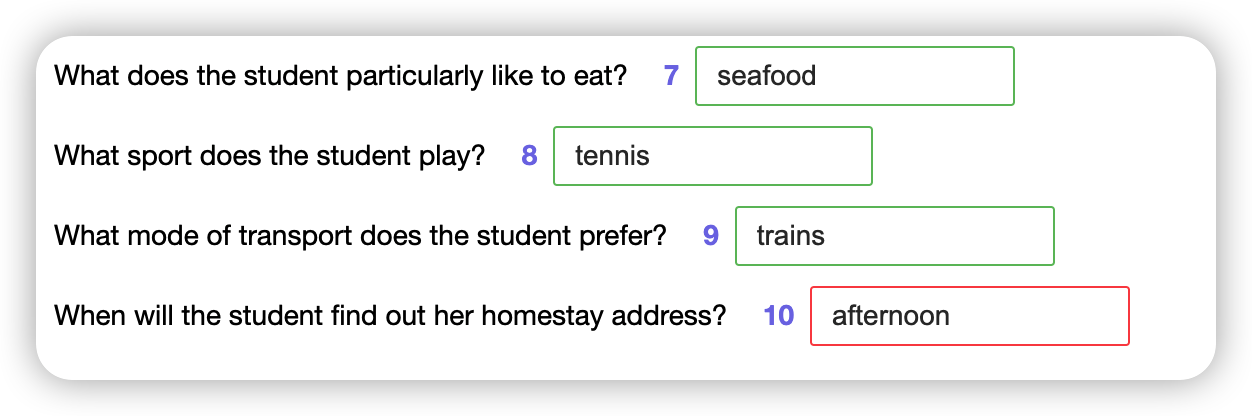 What does the student particularly like to eat? 7 seafood
What sport does the student play? 8 tennis
What mode of transport does the student prefer? 9 trains
When will the student find out her homestay address? 10 afternoon